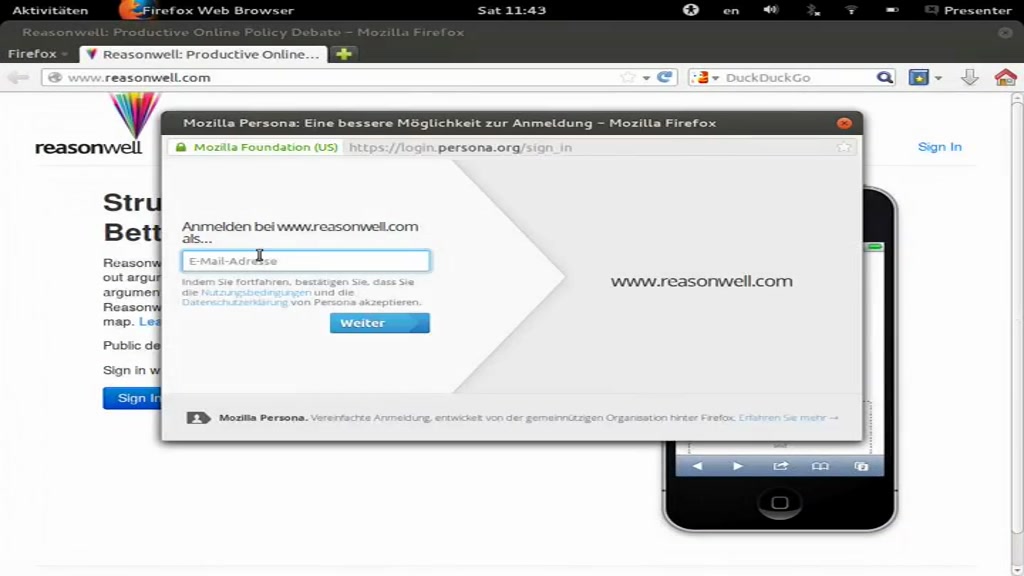 Aktivitäten Firefox Web Browser Sat 11:43 en Presenter
Reasonwell: Productive Online Policy Debate – Mozilla Firefox
Firefox Reasonwell: Productive Online...
www.reasonwell.com DuckDuckGo
Mozilla Persona: Eine bessere Möglichkeit zur Anmeldung – Mozilla Firefox
Mozilla Foundation (US) https://login.persona.org/sign_in
reasonwell Sign In
Stru
Bett
Reasonw
out argun
argumen
Reasonw
map. Lea
Public de
Sign in w
Sign In
Anmelden bei www.reasonwell.com
als...
E-Mail-Adresse
Indem Sie fortfahren, bestätigen Sie, dass Sie
die Nutzungsbedingungen und die
Datenschutzerklärung von Persona akzeptieren.
Weiter
www.reasonwell.com
Mozilla Persona. Vereinfachte Anmeldung, entwickelt von der gemeinnützigen Organisation hinter Firefox. Erfahren Sie mehr →